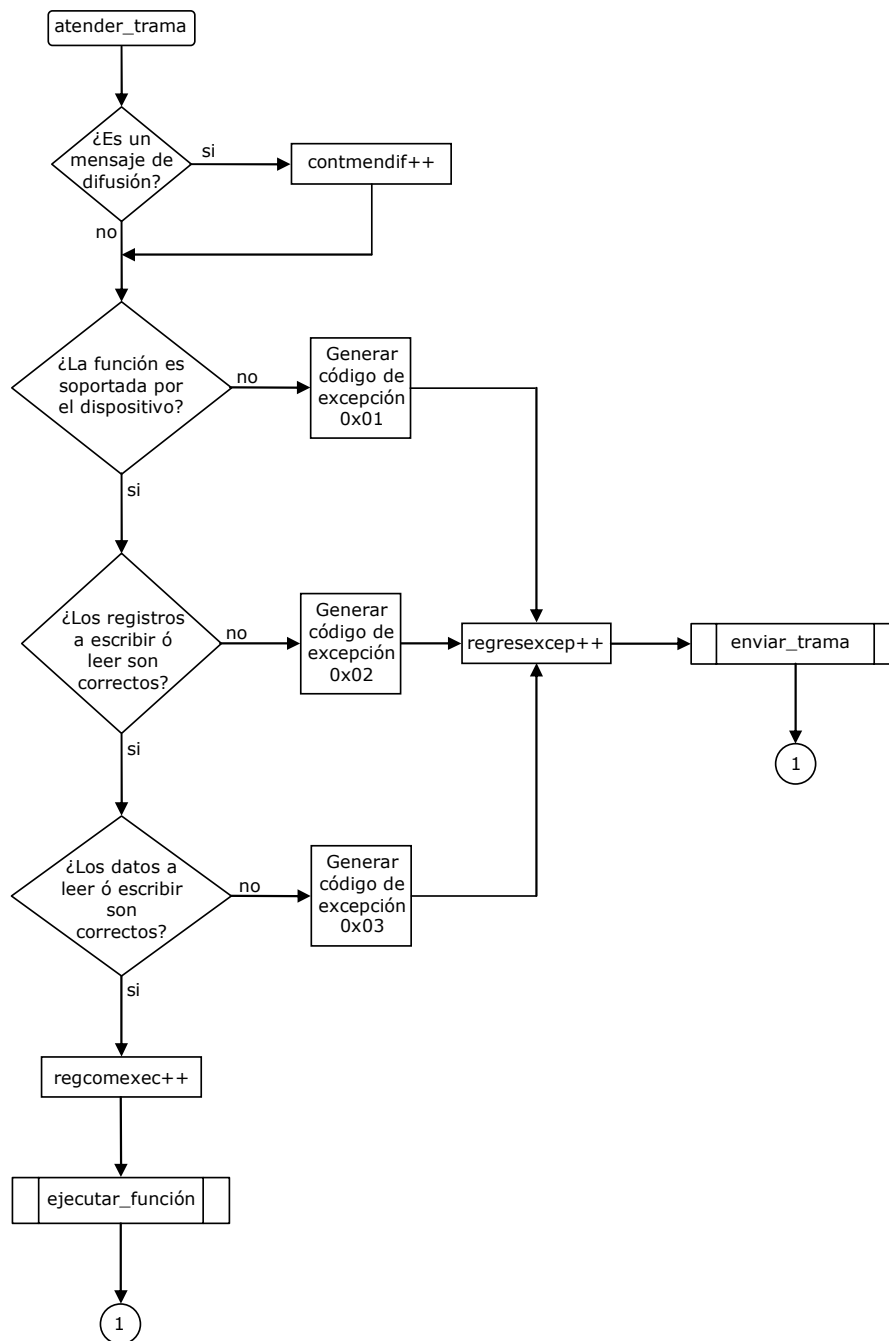 atender_trama
¿Es un
mensaje de
difusión?
si
contmendif++
no
¿La función es
soportada por
el dispositivo?
no
Generar
código de
excepción
0x01
si
¿Los registros
a escribir ó
leer son
correctos?
no
Generar
código de
excepción
0x02
regresexcep++
enviar_trama
1
si
¿Los datos a
leer ó escribir
son
correctos?
no
Generar
código de
excepción
0x03
si
regcomexec++
ejecutar_función
1